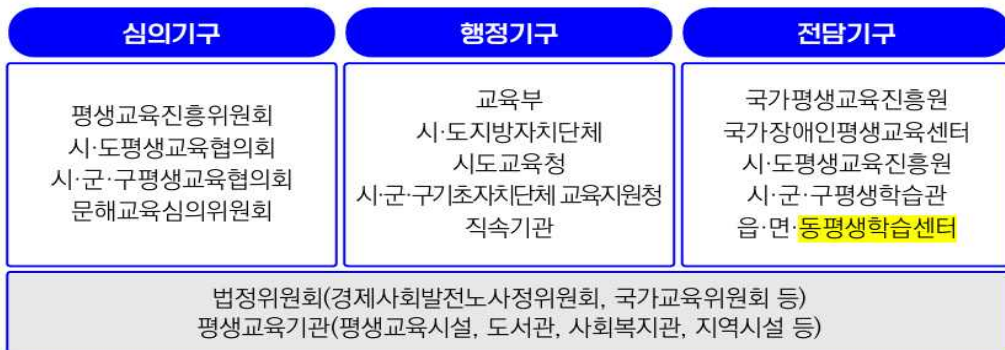 심의기구
평생교육진흥위원회
시·도평생교육협의회
시·군·구평생교육협의회
문해교육심의위원회
행정기구
교육부
시·도지방자치단체
시도교육청
시·군·구기초자치단체 교육지원청
직속기관
전담기구
국가평생교육진흥원
국가장애인평생교육센터
시·도평생교육진흥원
시·군·구평생학습관
읍·면·동평생학습센터
법정위원회(경제사회발전노사정위원회, 국가교육위원회 등)
평생교육기관(평생교육시설, 도서관, 사회복지관, 지역시설 등)